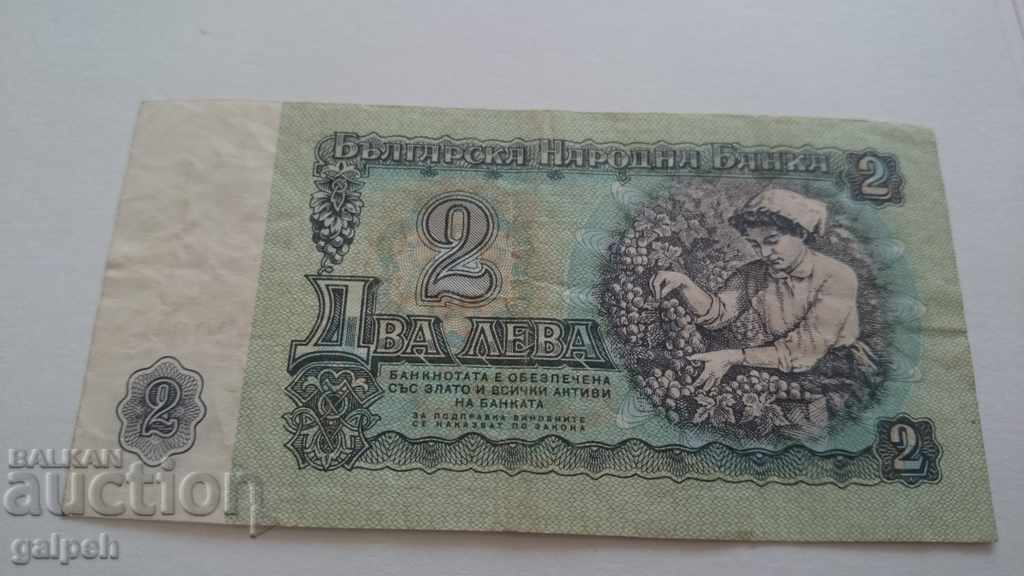 Българска Народна Банка
2
2
Два лева
БАНКНОТАТА Е ОБЕЗПЕЧЕНА
СЪС ЗЛАТО И ВСИЧКИ АКТИВИ
НА БАНКАТА
ЗА ПОДПРАВКА ВИНОВНИТЕ
СЕ НАКАЗВАТ ПО ЗАКОНА
2
2
BALKAN
auction
galpeh